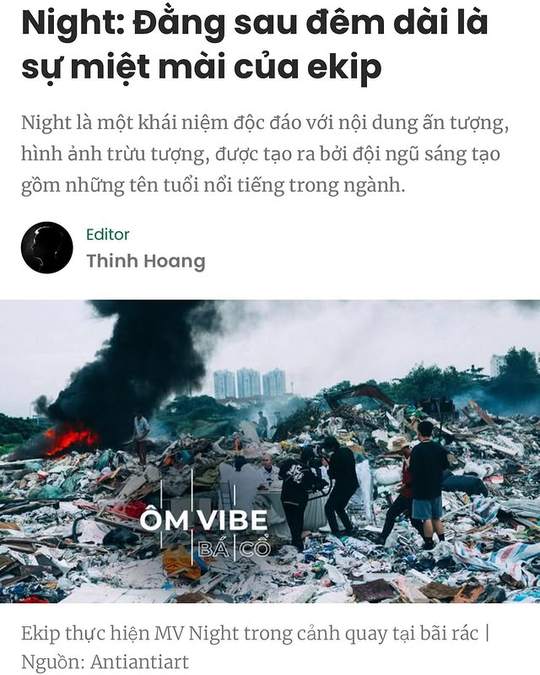 Night: Đằng sau đêm dài là
sự miệt mài của ekip
Night là một khái niệm độc đáo với nội dung ấn tượng,
hình ảnh trừu tượng, được tạo ra bởi đội ngũ sáng tạo
gồm những tên tuổi nổi tiếng trong ngành.
Editor
Thinh Hoang
ÔM VIBE
BÁ CỔ
Ekip thực hiện MV Night trong cảnh quay tại bãi rác |
Nguồn: Antiantiart